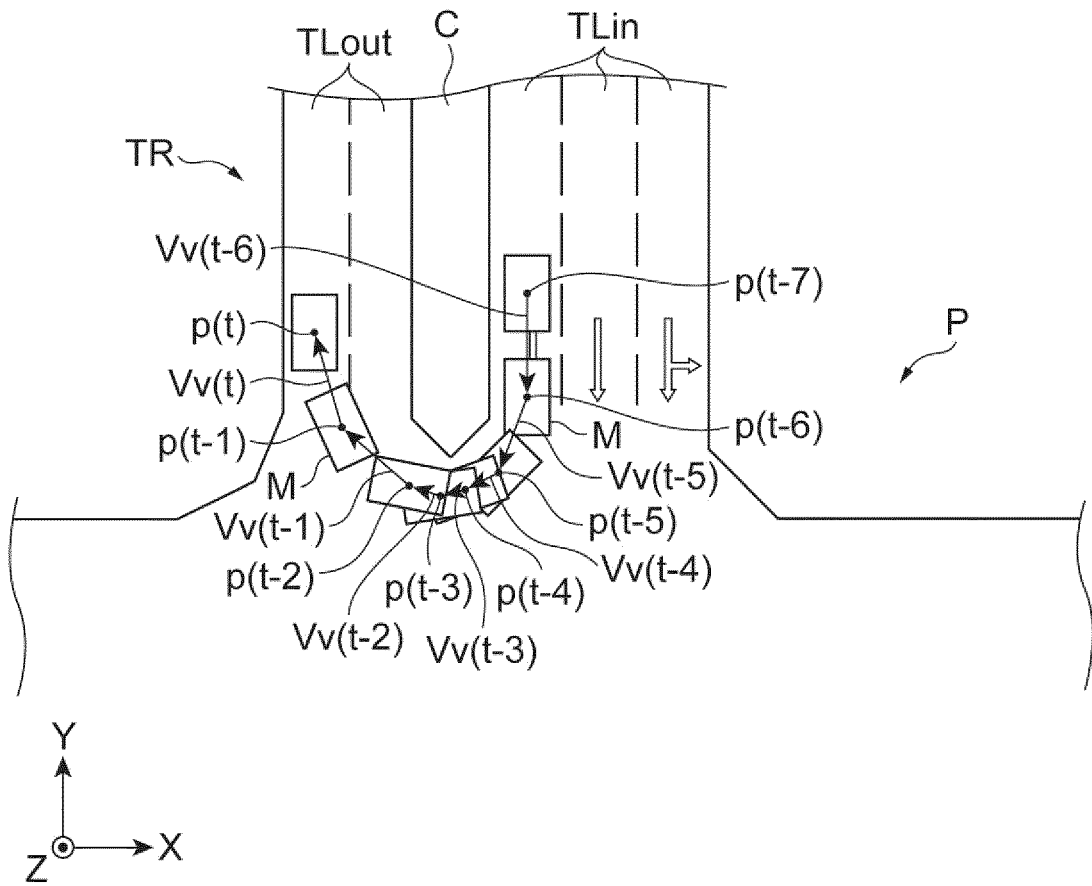 C
TLout
TLin
TR
Vv(t-6)
p(t-7)
p(t)
P
Vv(t)
p(t-6)
p(t-1)
M
M
Vv(t-5)
Vv(t-1)
p(t-5)
p(t-2)
Vv(t-4)
p(t-3)
p(t-4)
Vv(t-2)
Vv(t-3)
Y
X
Z